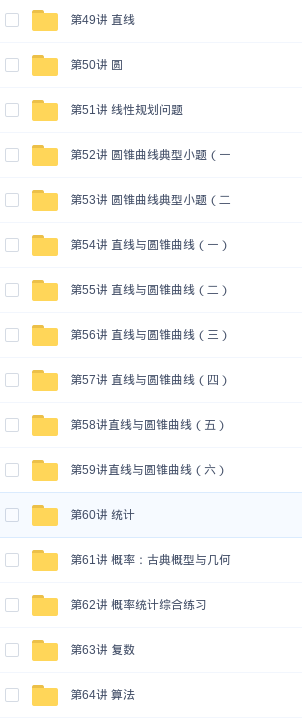 第49讲 直线
第50讲 圆
第51讲 线性规划问题
第52讲 圆锥曲线典型小题（一
第53讲 圆锥曲线典型小题（二
第54讲 直线与圆锥曲线（一）
第55讲 直线与圆锥曲线（二）
第56讲 直线与圆锥曲线（三）
第57讲 直线与圆锥曲线（四）
第58讲直线与圆锥曲线（五）
第59讲直线与圆锥曲线（六）
第60讲 统计
第61讲 概率：古典概型与几何
第62讲 概率统计综合练习
第63讲 复数
第64讲 算法